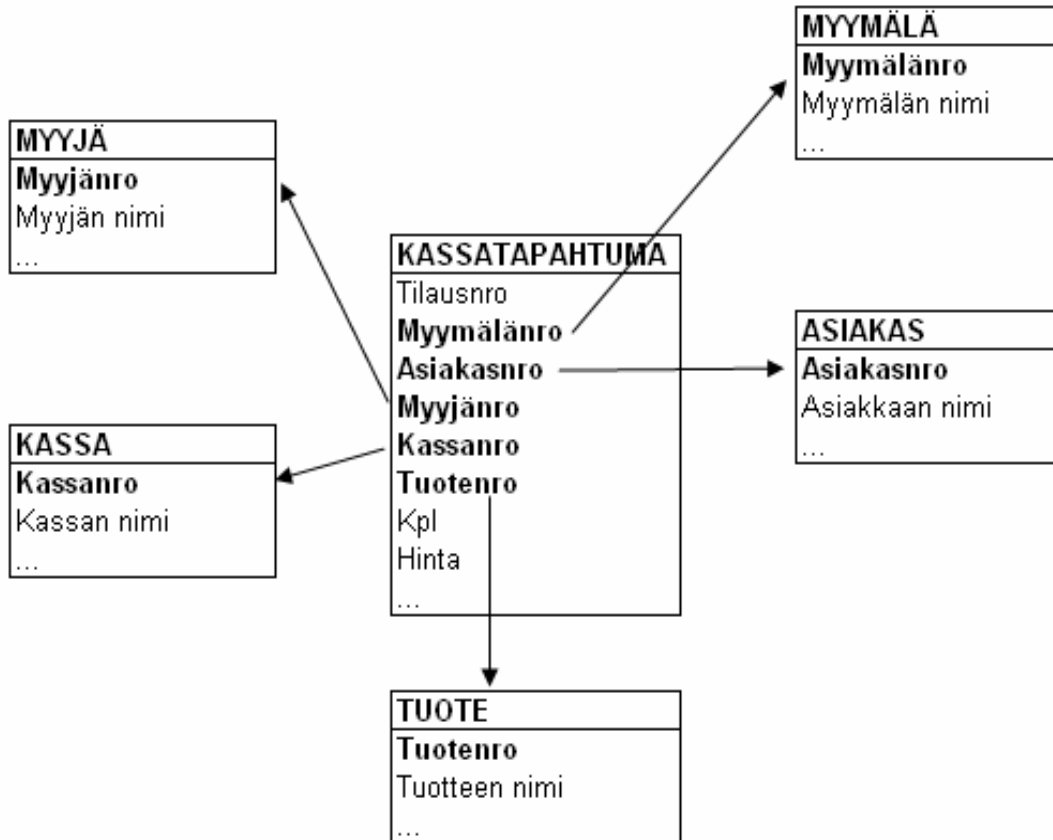 MYYMÄLÄ
Myymälänro
Myymälän nimi
...
MYYJÄ
Myyjänro
Myyjän nimi
...
KASSATAPAHTUMA
Tilausnro
Myymälänro
Asiakasnro
Myyjänro
Kassanro
Tuotenro
Kpl
Hinta
...
ASIAKAS
Asiakasnro
Asiakkaan nimi
...
KASSA
Kassanro
Kassan nimi
...
TUOTE
Tuotenro
Tuotteen nimi
...